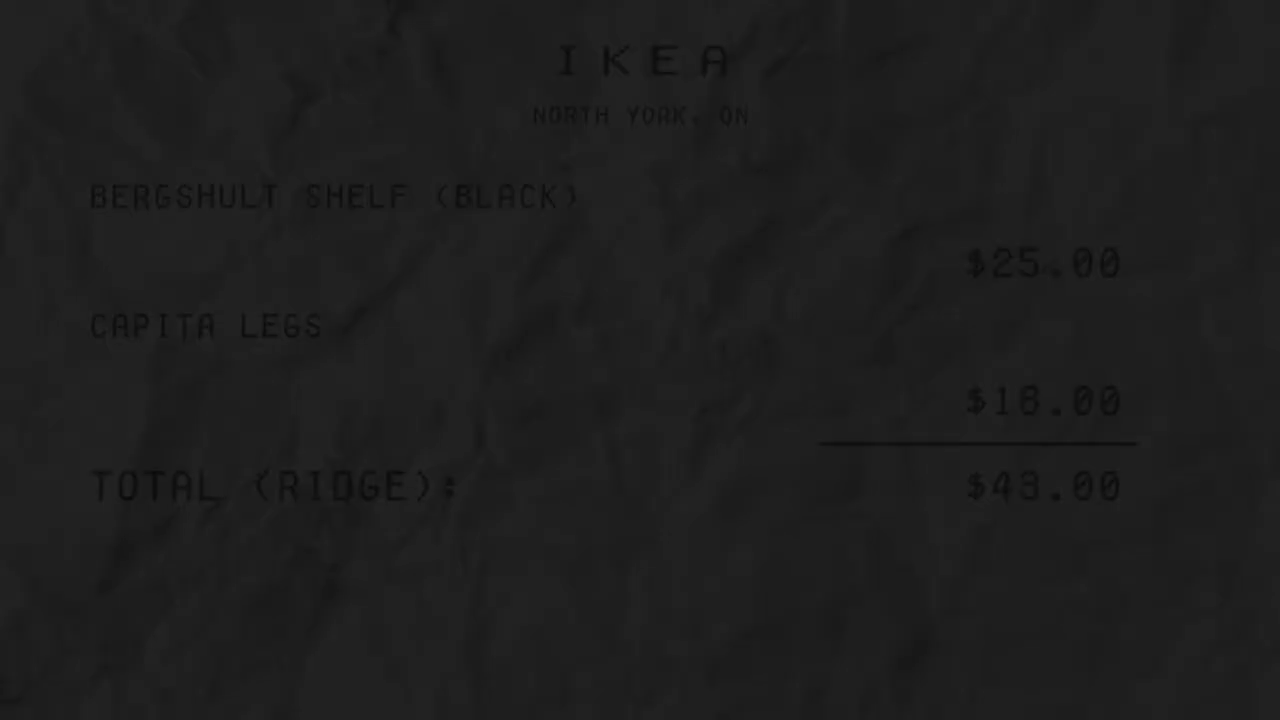 IKEA
NORTH YORK, ON
BERGSHULT SHELF (BLACK)
$25.00
CAPITA LEGS
$18.00
TOTAL (RIDGE): $43.00